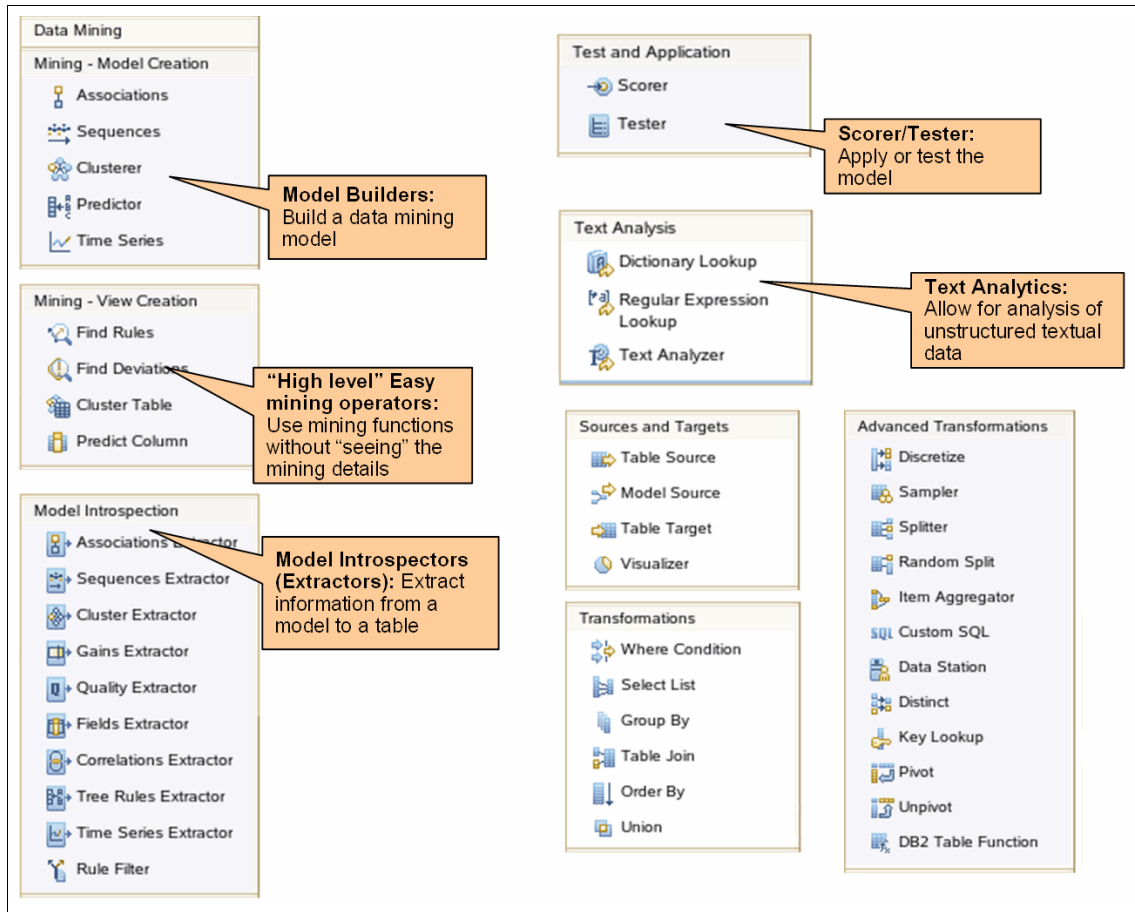 Data Mining
Mining - Model Creation
Associations
Sequences
Clusterer
Predictor
Time Series
Model Builders:
Build a data mining
model
Mining - View Creation
Find Rules
Find Deviations
Cluster Table
Predict Column
“High level” Easy
mining operators:
Use mining functions
without “seeing” the
mining details
Model Introspection
Associations Extractor
Sequences Extractor
Cluster Extractor
Gains Extractor
Quality Extractor
Fields Extractor
Correlations Extractor
Tree Rules Extractor
Time Series Extractor
Rule Filter
Model Introspectors
(Extractors): Extract
information from a
model to a table
Test and Application
Scorer
Tester
Scorer/Tester:
Apply or test the
model
Text Analysis
Dictionary Lookup
Regular Expression
Lookup
Text Analyzer
Text Analytics:
Allow for analysis of
unstructured textual
data
Sources and Targets
Table Source
Model Source
Table Target
Visualizer
Transformations
Where Condition
Select List
Group By
Table Join
Order By
Union
Advanced Transformations
Discretize
Sampler
Splitter
Random Split
Item Aggregator
SQL Custom SQL
Data Station
Distinct
Key Lookup
Pivot
Unpivot
DB2 Table Function